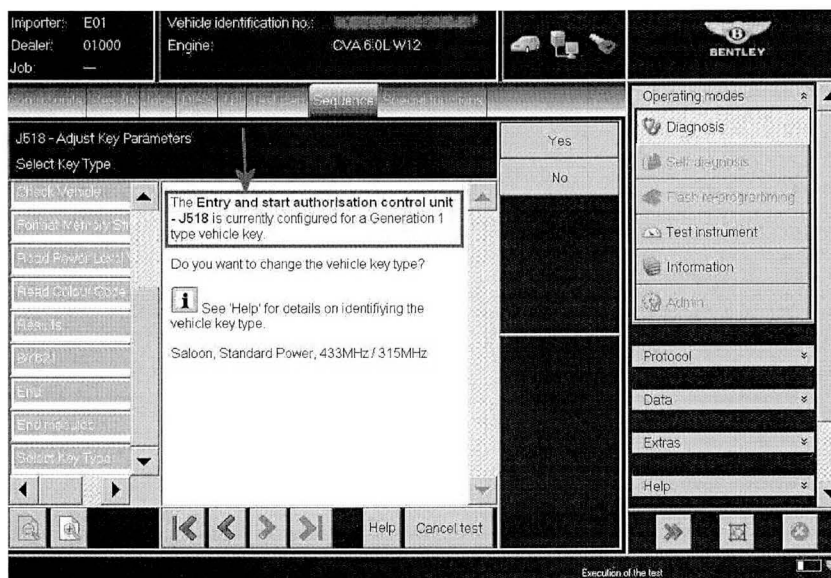 Importer: E01
Dealer: 01000
Job: —
Vehicle identification no.:
Engine: CVA 6.0L W12
BENTLEY
Sequence
Special functions
J518 - Adjust Key Parameters
Select Key Type
Check Vehicle
Read Power Level
Read Colour Code
Results
End
End modules
Select Key Type
The Entry and start authorisation control unit
- J518 is currently configured for a Generation 1
type vehicle key.
Do you want to change the vehicle key type?
i See 'Help' for details on identifiying the
vehicle key type.
Saloon, Standard Power, 433MHz / 315MHz
Yes
No
Operating modes
Diagnosis
Self-diagnosis
Flash re-programming
Test instrument
Information
Admin
Protocol
Data
Extras
Help
Help
Cancel test
Execution of the test